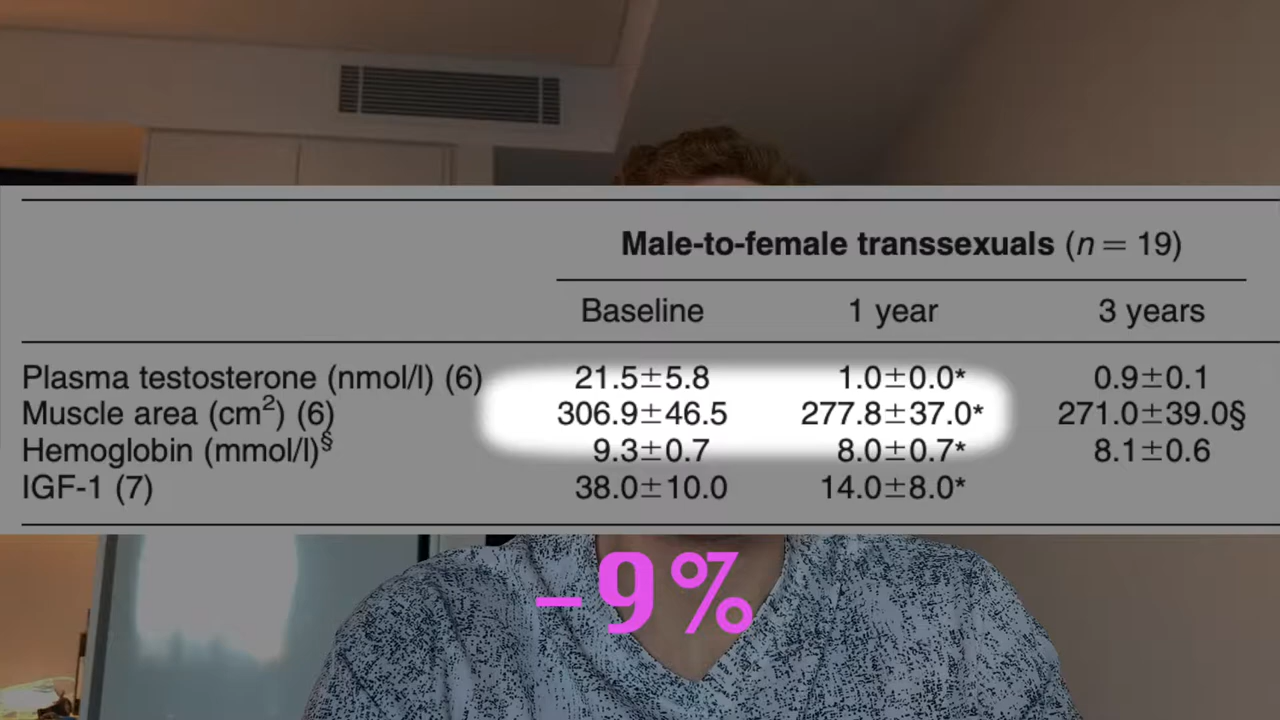 Male-to-female transsexuals (n = 19)
Baseline 1 year 3 years
Plasma testosterone (nmol/l) (6) 21.5±5.8 1.0±0.0* 0.9±0.1
Muscle area (cm²) (6) 306.9±46.5 277.8±37.0* 271.0±39.0§
Hemoglobin (mmol/l)§ 9.3±0.7 8.0±0.7* 8.1±0.6
IGF-1 (7) 38.0±10.0 14.0±8.0*
-9%